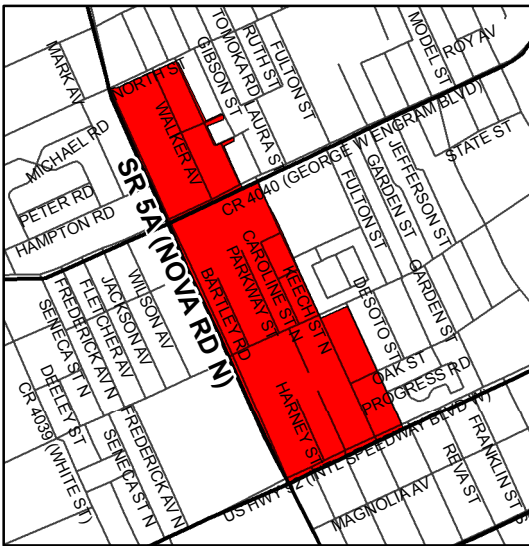 MARK AV
NORTH ST
GIBSON ST
TOMOKA RD
RUTH ST
FULTON ST
MODEL ST
ROY AV
MICHAEL RD
WALKER AV
LAURA ST
CR 4040 (GEORGE W ENGRAM BLVD)
STATE ST
PETER RD
HAMPTON RD
SR 5A (NOVA RD N)
FULTON ST
GARDEN ST
JEFFERSON ST
SENECA ST N
FREDERICK AV N
FLETCHER AV
JACKSON AV
WILSON AV
BARTLEY RD
PARKWAY ST
CAROLINE ST N
KEECH ST N
DESOTO ST
GARDEN ST
CR 4039 (WHITE ST)
DEELEY ST
SENECA ST N
FREDERICK AV N
HARNEY ST
OAK ST
PROGRESS RD
US HWY 92 (INTL SPEEDWAY BLVD W)
MAGNOLIA AV
REVA ST
FRANKLIN ST